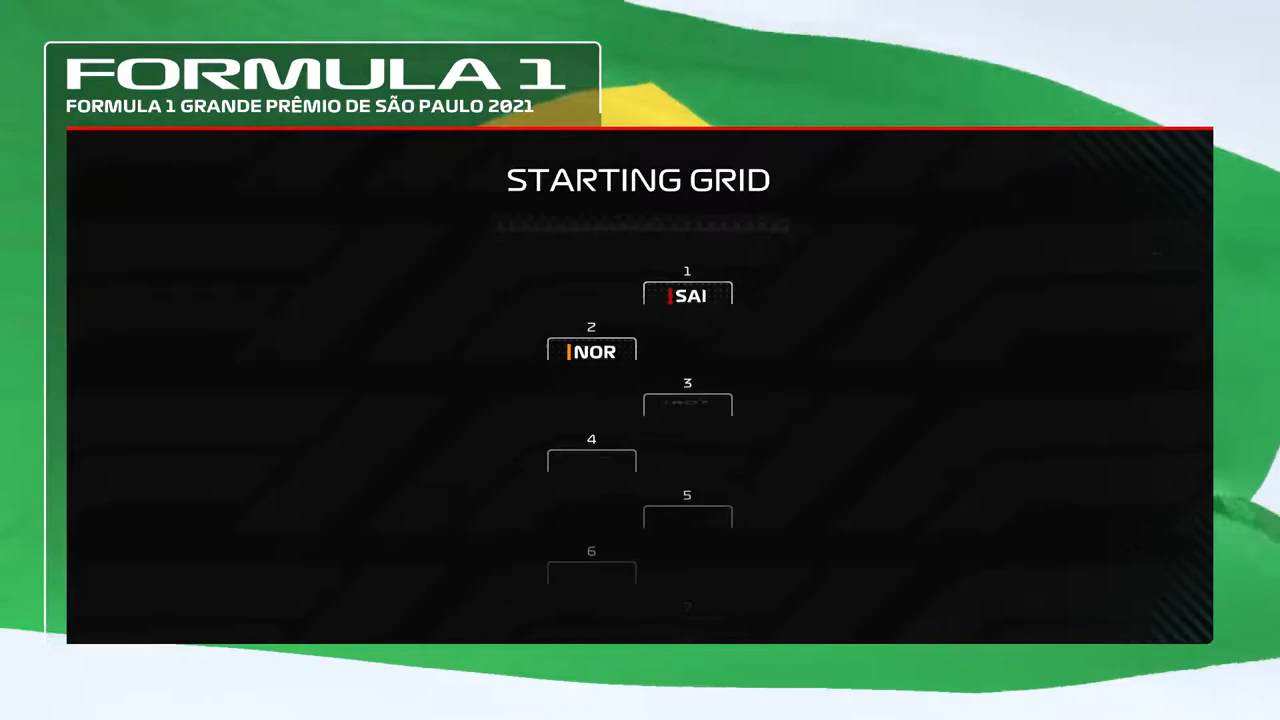 FORMULA 1
FORMULA 1 GRANDE PRÊMIO DE SÃO PAULO 2021
STARTING GRID
1
SAI
2
NOR
3
4
5
6
7